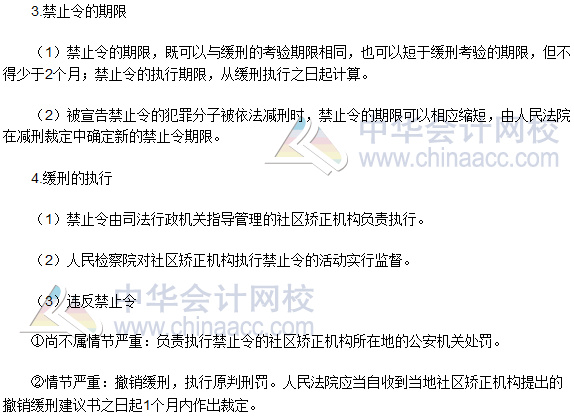 3.禁止令的期限
（1）禁止令的期限，既可以与缓刑的考验期限相同，也可以短于缓刑考验的期限，但不
得少于2个月；禁止令的执行期限，从缓刑执行之日起计算。
（2）被宣告禁止令的犯罪分子被依法减刑时，禁止令的期限可以相应缩短，由人民法院
在减刑裁定中确定新的禁止令期限。
中华会计网校
www.chinaacc.com
4.缓刑的执行
（1）禁止令由司法行政机关指导管理的社区矫正机构负责执行。
（2）人民检察院对社区矫正机构执行禁止令的活动实行监督。
（3）违反禁止令
中华会计网校
www.chinaacc.com
①尚不属情节严重：负责执行禁止令的社区矫正机构所在地的公安机关处罚。
②情节严重：撤销缓刑，执行原判刑罚。人民法院应当自收到当地社区矫正机构提出的
撤销缓刑建议书之日起1个月内作出裁定。